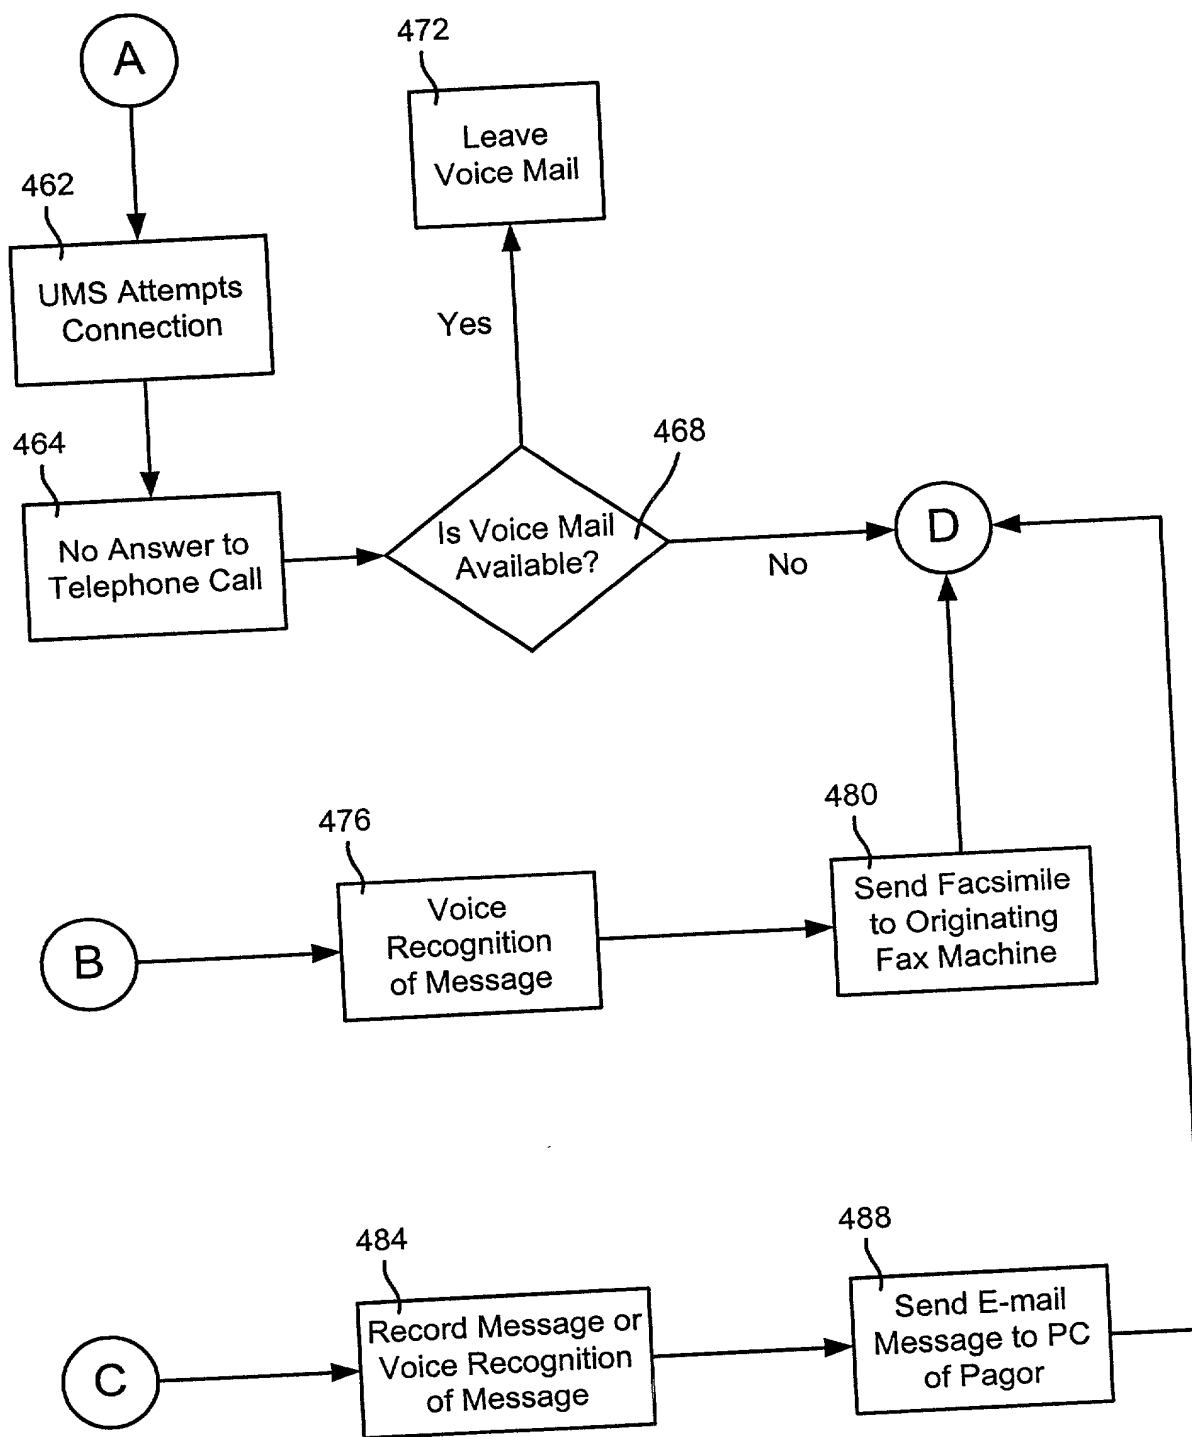 A
472
Leave
Voice Mail
462
UMS Attempts
Connection
Yes
464
No Answer to
Telephone Call
468
Is Voice Mail
Available?
No
D
476
Voice
Recognition
of Message
480
Send Facsimile
to Originating
Fax Machine
B
484
Record Message or
Voice Recognition
of Message
488
Send E-mail
Message to PC
of Pagor
C